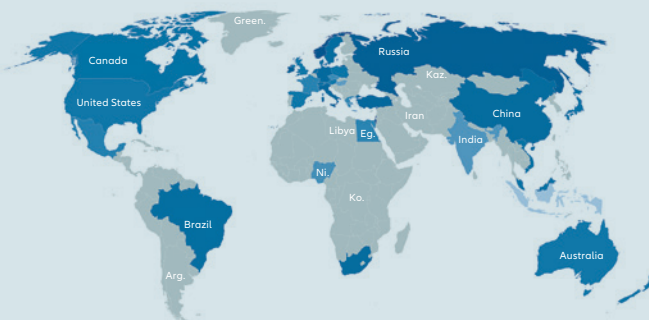 Green.
Canada
Russia
Kaz.
United States
China
Iran
Libya
Eg.
India
Ni.
Ko.
Brazil
Australia
Arg.